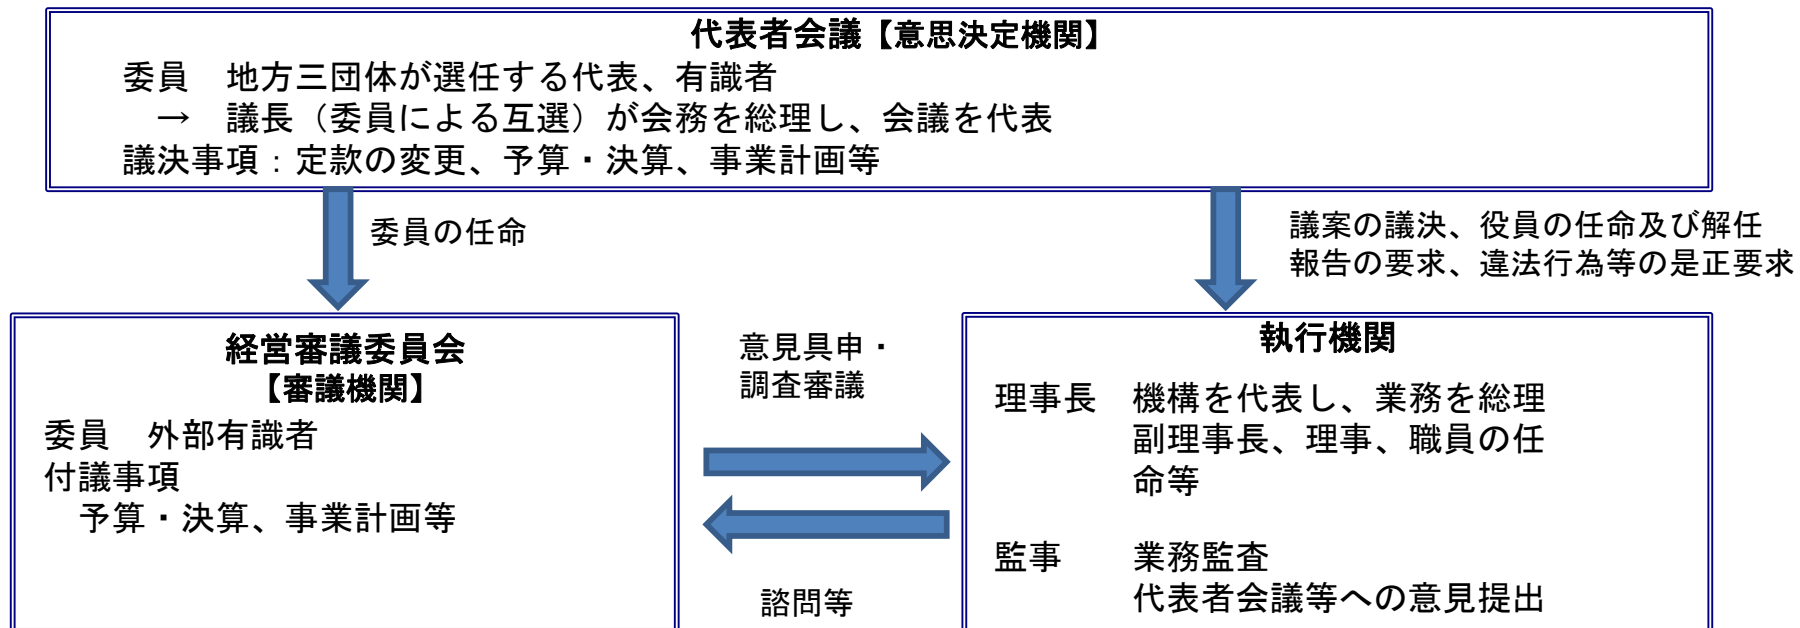 代表者会議【意思決定機関】
委員　地方三団体が選任する代表、有識者
→　議長（委員による互選）が会務を総理し、会議を代表
議決事項：定款の変更、予算・決算、事業計画等
委員の任命
議案の議決、役員の任命及び解任
報告の要求、違法行為等の是正要求
経営審議委員会
【審議機関】
委員　外部有識者
付議事項
予算・決算、事業計画等
意見具申・
調査審議
諮問等
執行機関
理事長　機構を代表し、業務を総理
副理事長、理事、職員の任
命等
監事　業務監査
代表者会議等への意見提出